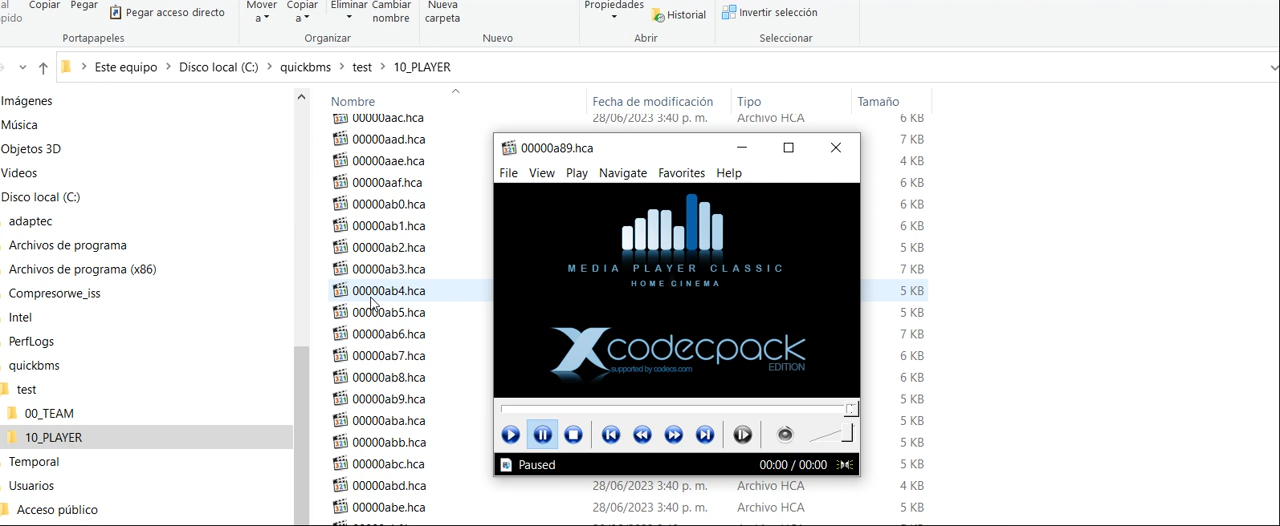 Copiar
Pegar
Pegar acceso directo
Mover
a
Copiar
a
Eliminar
Cambiar
nombre
Nueva
carpeta
Propiedades
Historial
Invertir selección
Portapapeles
Organizar
Nuevo
Abrir
Seleccionar
Este equipo > Disco local (C:) > quickbms > test > 10_PLAYER
Imágenes
Música
Objetos 3D
Videos
Disco local (C:)
adaptec
Archivos de programa
Archivos de programa (x86)
Compresorwe_iss
Intel
PerfLogs
quickbms
test
00_TEAM
10_PLAYER
Temporal
Usuarios
Acceso público
Nombre Fecha de modificación Tipo Tamaño
00000aac.hca 28/06/2023 3:40 p. m. Archivo HCA 6 KB
00000aad.hca 7 KB
00000aae.hca 4 KB
00000aaf.hca 6 KB
00000ab0.hca 6 KB
00000ab1.hca 6 KB
00000ab2.hca 5 KB
00000ab3.hca 7 KB
00000ab4.hca 5 KB
00000ab5.hca 5 KB
00000ab6.hca 7 KB
00000ab7.hca 6 KB
00000ab8.hca 6 KB
00000ab9.hca 5 KB
00000aba.hca 5 KB
00000abb.hca 5 KB
00000abc.hca 5 KB
00000abd.hca 28/06/2023 3:40 p. m. Archivo HCA 4 KB
00000abe.hca 28/06/2023 3:40 p. m. Archivo HCA 5 KB
00000a89.hca
File View Play Navigate Favorites Help
MEDIA PLAYER CLASSIC
HOME CINEMA
Xcodecpack
supported by codecs.com
EDITION
Paused 00:00 / 00:00